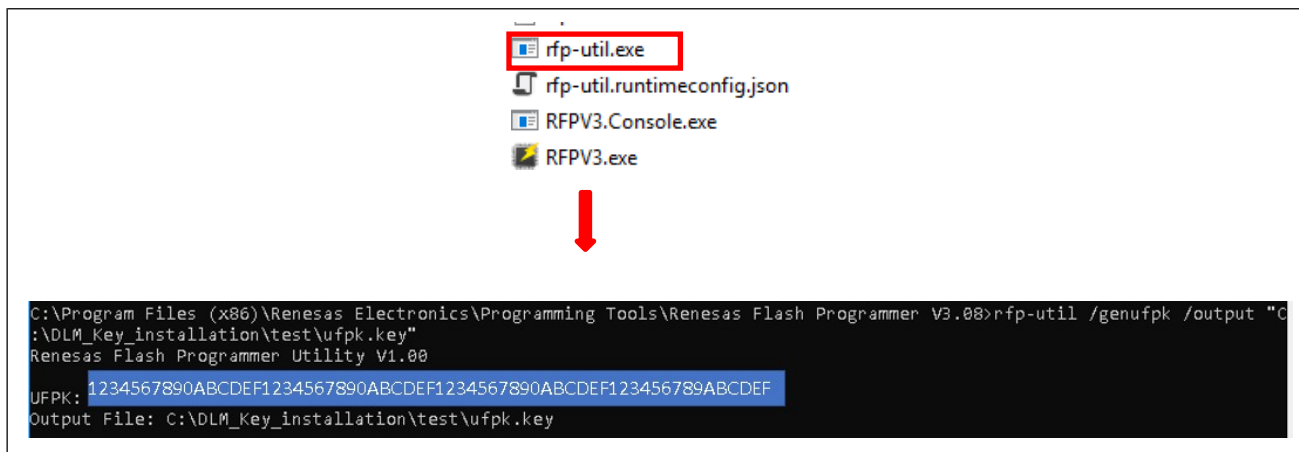 rfp-util.exe
rfp-util.runtimeconfig.json
RFPV3.Console.exe
RFPV3.exe
C:\Program Files (x86)\Renesas Electronics\Programming Tools\Renesas Flash Programmer V3.08>rfp-util /genufpk /output "C
:\DLM_Key_installation\test\ufpk.key"
Renesas Flash Programmer Utility V1.00
UFPK: 1234567890ABCDEF1234567890ABCDEF1234567890ABCDEF123456789ABCDEF
Output File: C:\DLM_Key_installation\test\ufpk.key